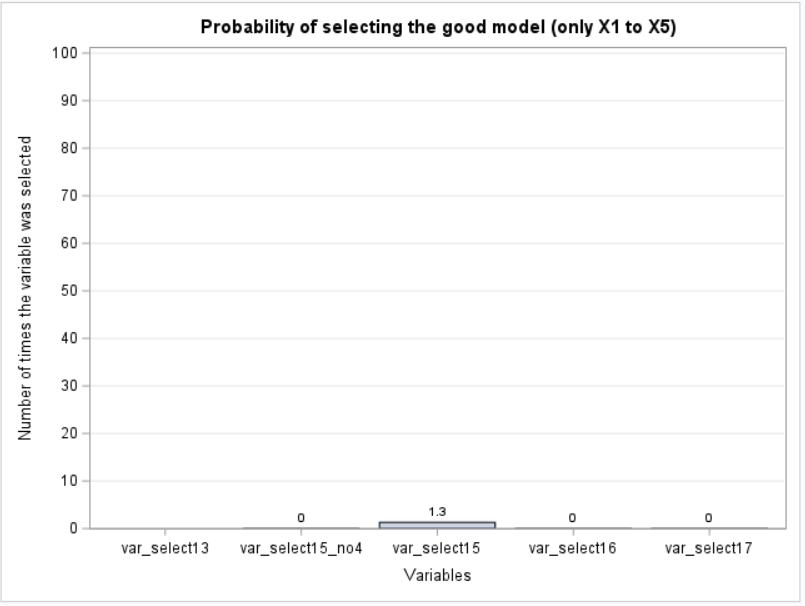 Probability of selecting the good model (only X1 to X5)
Number of times the variable was selected
100
90
80
70
60
50
40
30
20
10
0
0
1.3
0
0
var_select13
var_select15_no4
var_select15
var_select16
var_select17
Variables